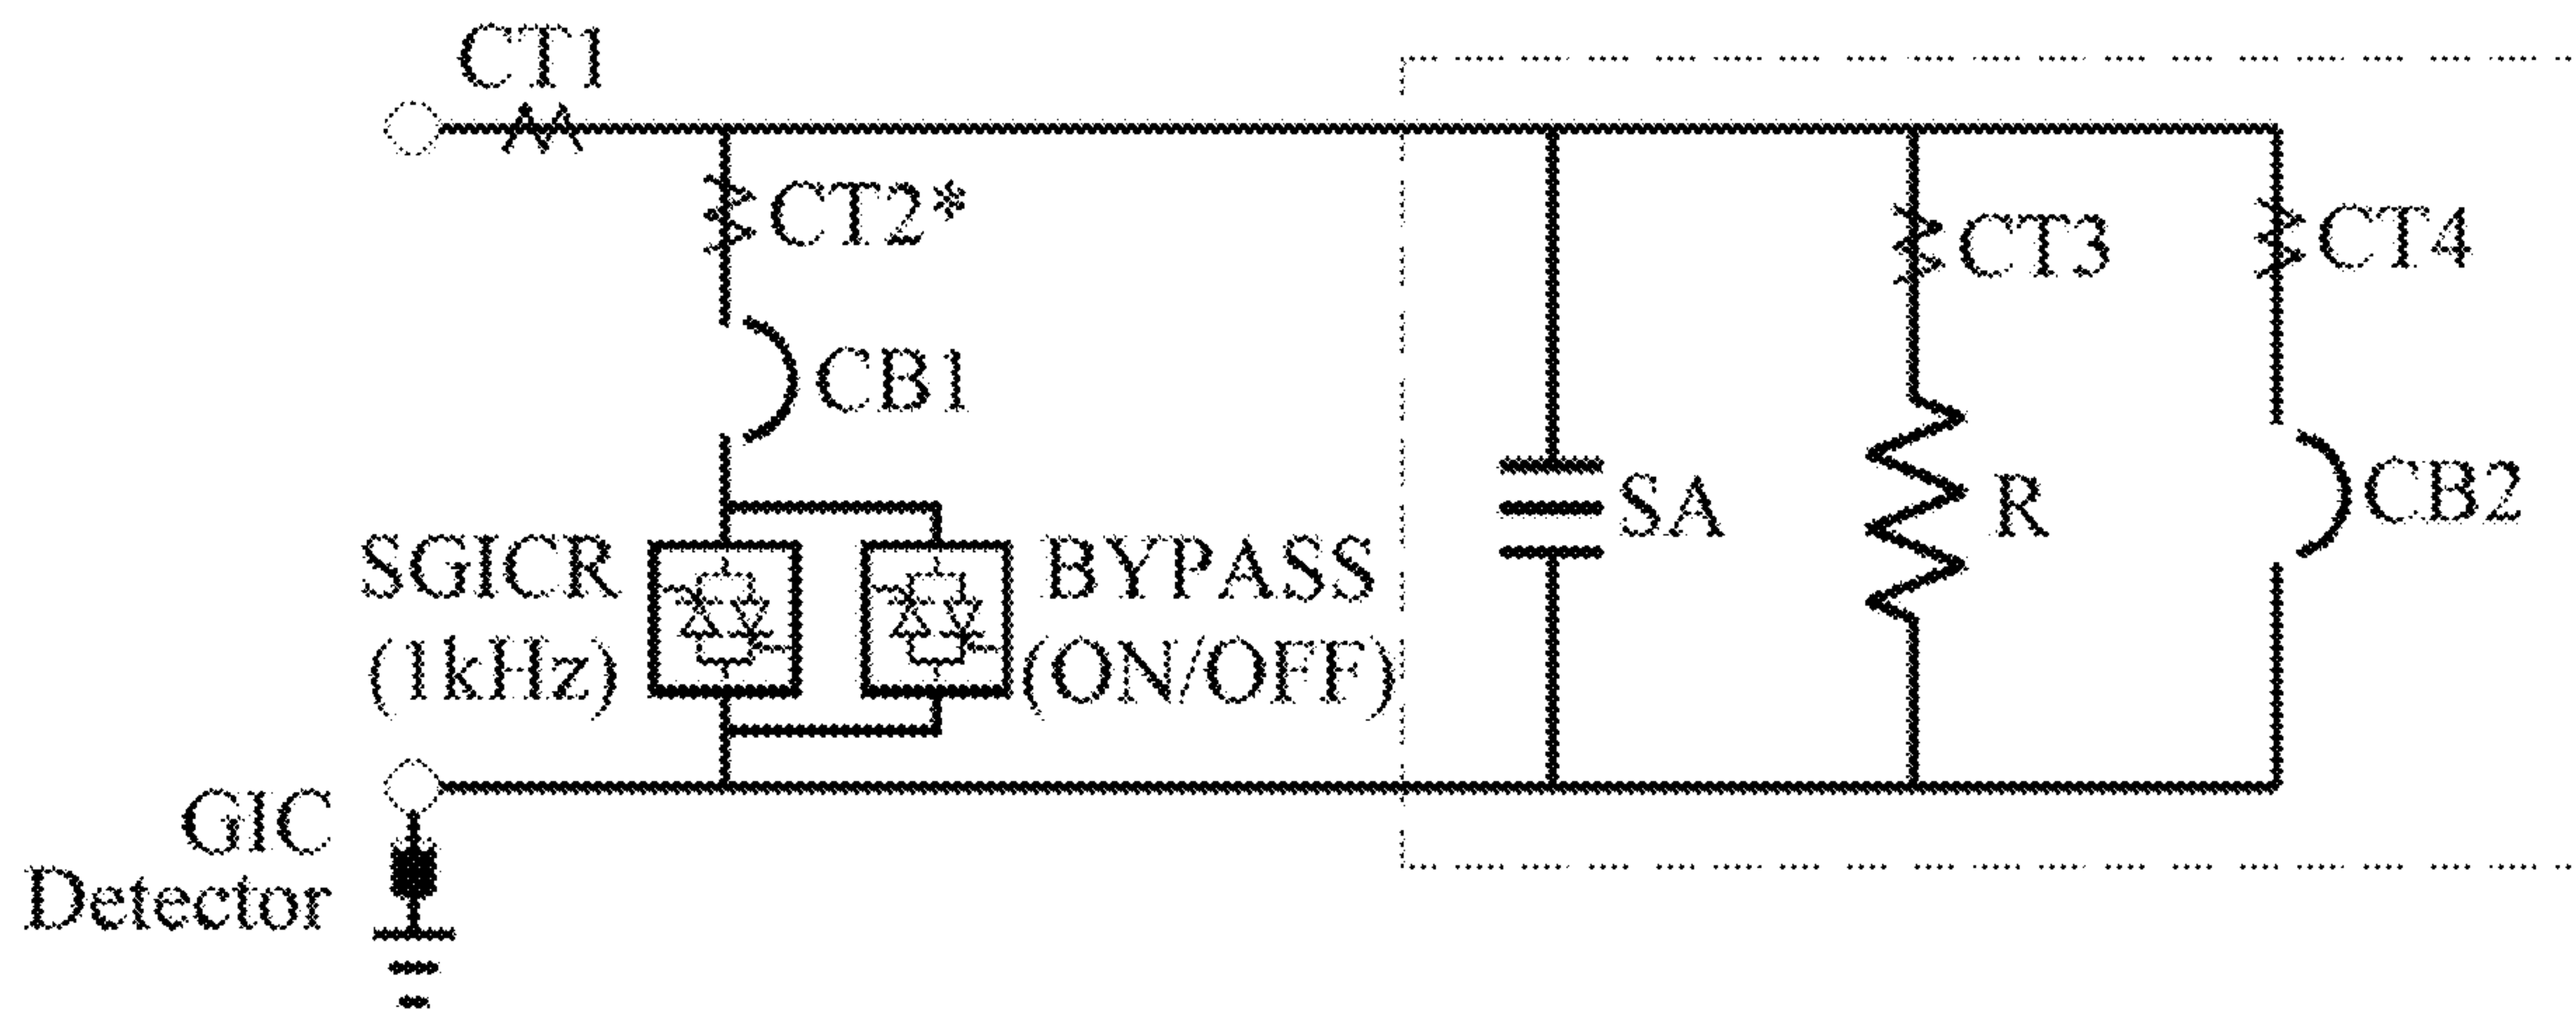 CT1
CT2*
CT3
CT4
CB1
SGICR
(1kHz)
BYPASS
(ON/OFF)
SA
R
CB2
GIC
Detector